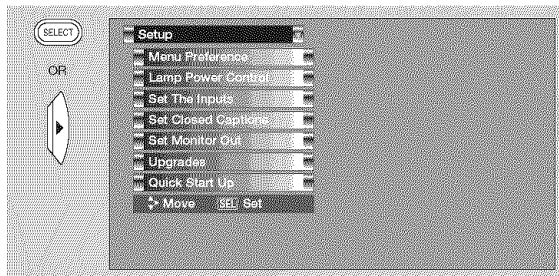 SELECT
OR
Setup
Menu Preference
Lamp Power Control
Set The Inputs
Set Closed Captions
Set Monitor Out
Upgrades
Quick Start Up
Move SEL Set